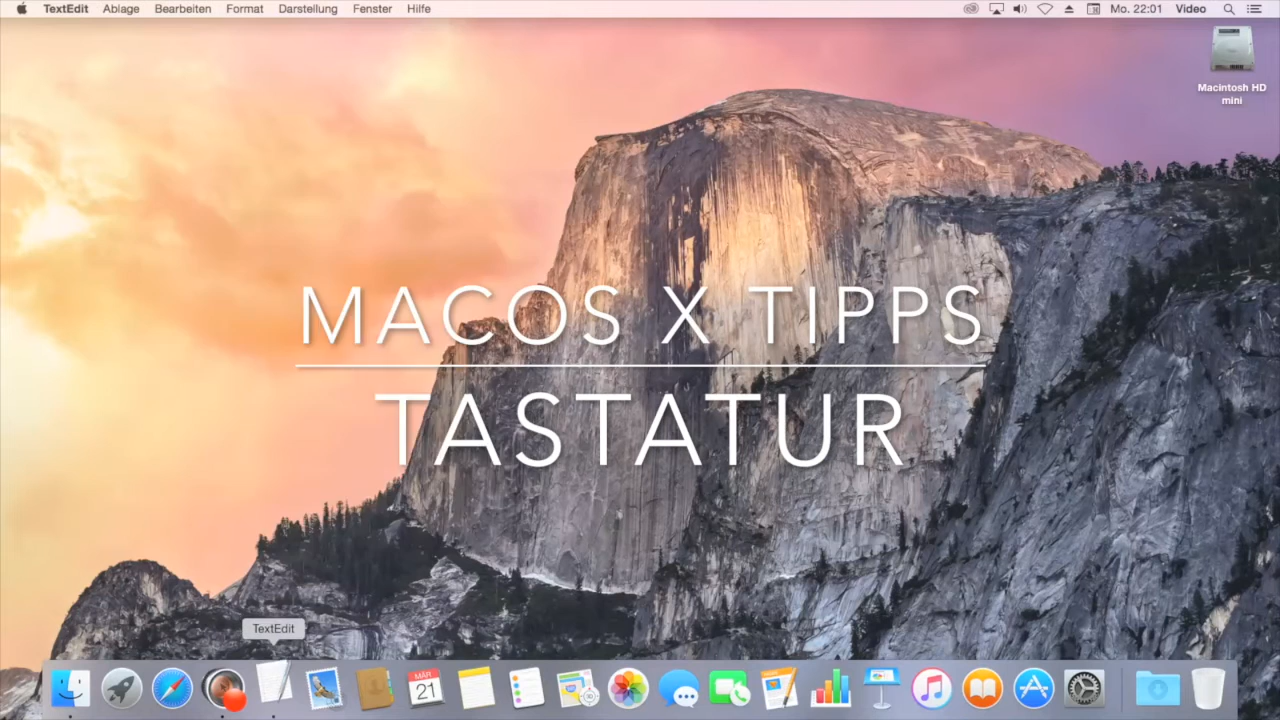 TextEdit Ablage Bearbeiten Format Darstellung Fenster Hilfe Mo. 22:01 Video
Macintosh HD
mini
MACOS X TIPPS
TASTATUR
TextEdit
MÄR
21